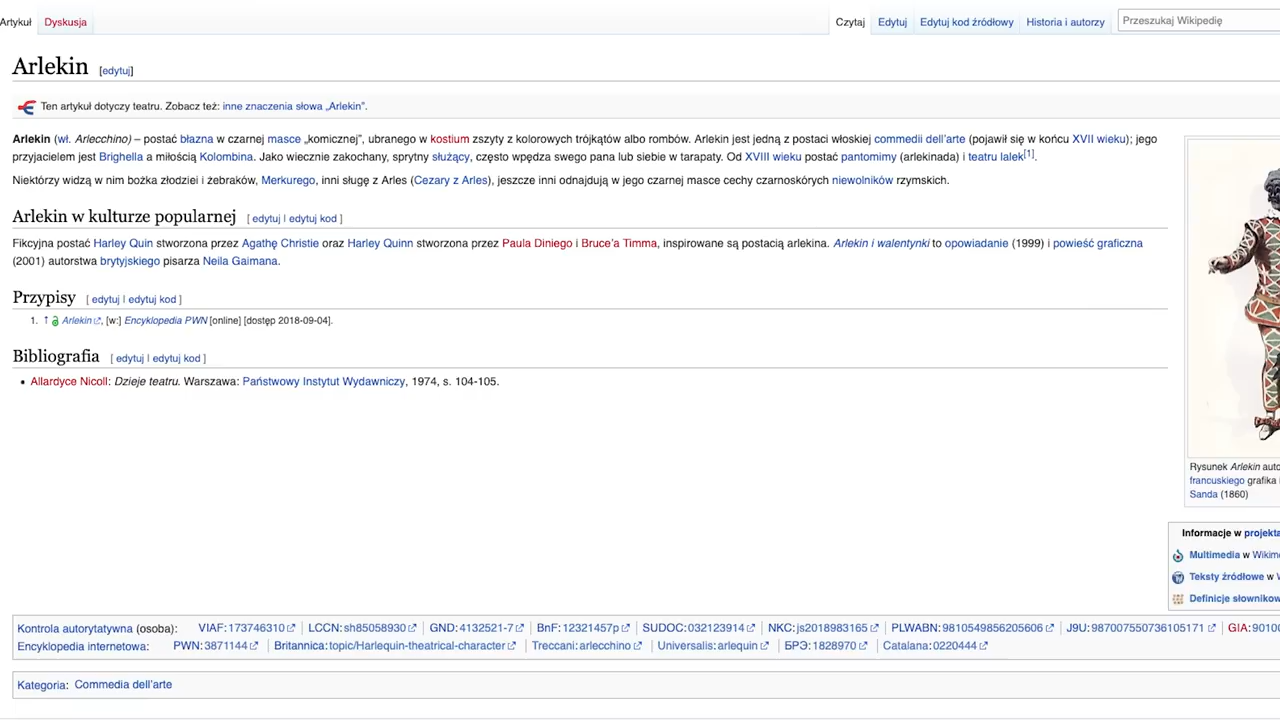 Artykuł Dyskusja Czytaj Edytuj Edytuj kod źródłowy Historia i autorzy Przeszukaj Wikipedię
Arlekin [edytuj]
Ten artykuł dotyczy teatru. Zobacz też: inne znaczenia słowa „Arlekin”.
Arlekin (wł. Arlecchino) – postać błazna w czarnej masce „komicznej”, ubranego w kostium zszyty z kolorowych trójkątów albo rombów. Arlekin jest jedną z postaci włoskiej commedii dell’arte (pojawił się w końcu XVII wieku); jego
przyjacielem jest Brighella a miłością Kolombina. Jako wiecznie zakochany, sprytny służący, często wpędza swego pana lub siebie w tarapaty. Od XVIII wieku postać pantomimy (arlekinada) i teatru lalek[1].
Niektórzy widzą w nim bożka złodziei i żebraków, Merkurego, inni sługę z Arles (Cezary z Arles), jeszcze inni odnajdują w jego czarnej masce cechy czarnoskórych niewolników rzymskich.
Arlekin w kulturze popularnej [ edytuj | edytuj kod ]
Fikcyjna postać Harley Quin stworzona przez Agathę Christie oraz Harley Quinn stworzona przez Paula Diniego i Bruce’a Timma, inspirowane są postacią arlekina. Arlekin i walentynki to opowiadanie (1999) i powieść graficzna
(2001) autorstwa brytyjskiego pisarza Neila Gaimana.
Przypisy [ edytuj | edytuj kod ]
1. ↑ Arlekin, [w:] Encyklopedia PWN [online] [dostęp 2018-09-04].
Bibliografia [ edytuj | edytuj kod ]
• Allardyce Nicoll: Dzieje teatru. Warszawa: Państwowy Instytut Wydawniczy, 1974, s. 104-105.
Rysunek Arlekin auto
francuskiego grafika i
Sanda (1860)
Informacje w projekta
Multimedia w Wikime
Teksty źródłowe w W
Definicje słownikow
Kontrola autorytatywna (osoba): VIAF: 173746310 LCCN: sh85058930 GND: 4132521-7 BnF: 12321457p SUDOC: 032123914 NKC: js2018983165 PLWABN: 9810549856205606 J9U: 987007550736105171 GIA: 90100
Encyklopedia internetowa: PWN: 3871144 Britannica: topic/Harlequin-theatrical-character Treccani: arlecchino Universalis: arlequin БРЭ: 1828970 Catalana: 0220444
Kategoria: Commedia dell’arte